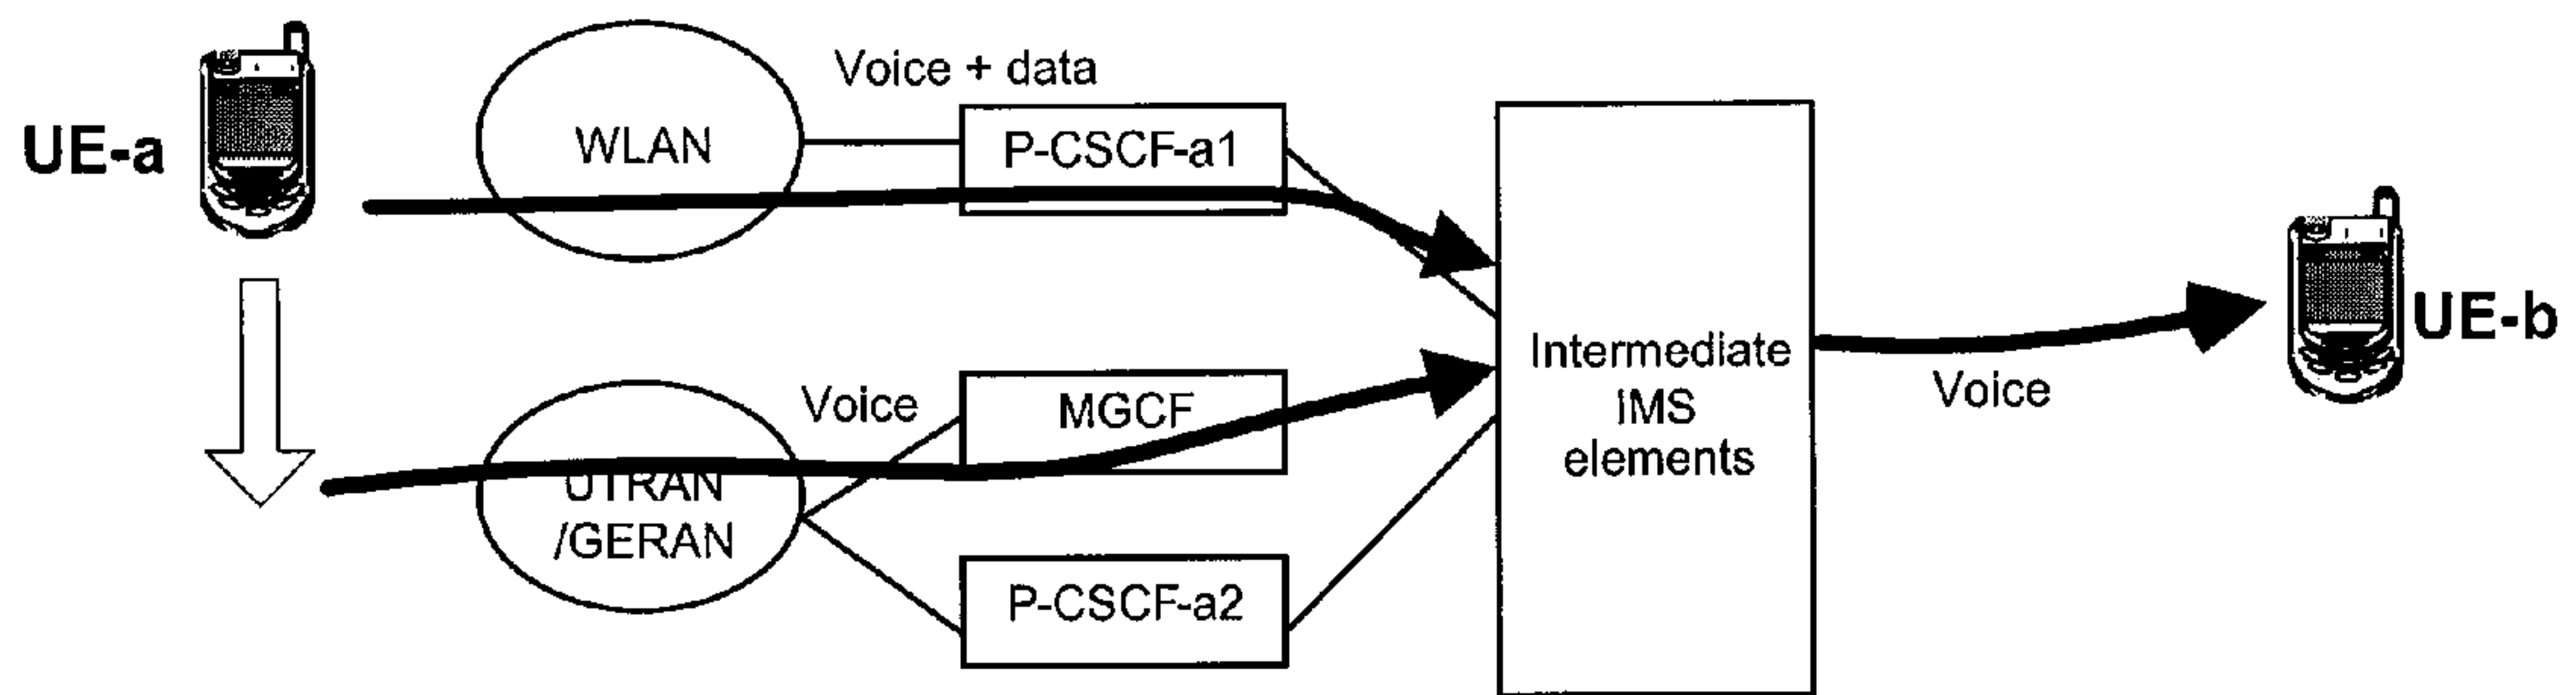 Voice + data
UE-a
WLAN
P-CSCF-a1
Voice
MGCF
UTRAN
/GERAN
P-CSCF-a2
Intermediate
IMS
elements
Voice
UE-b